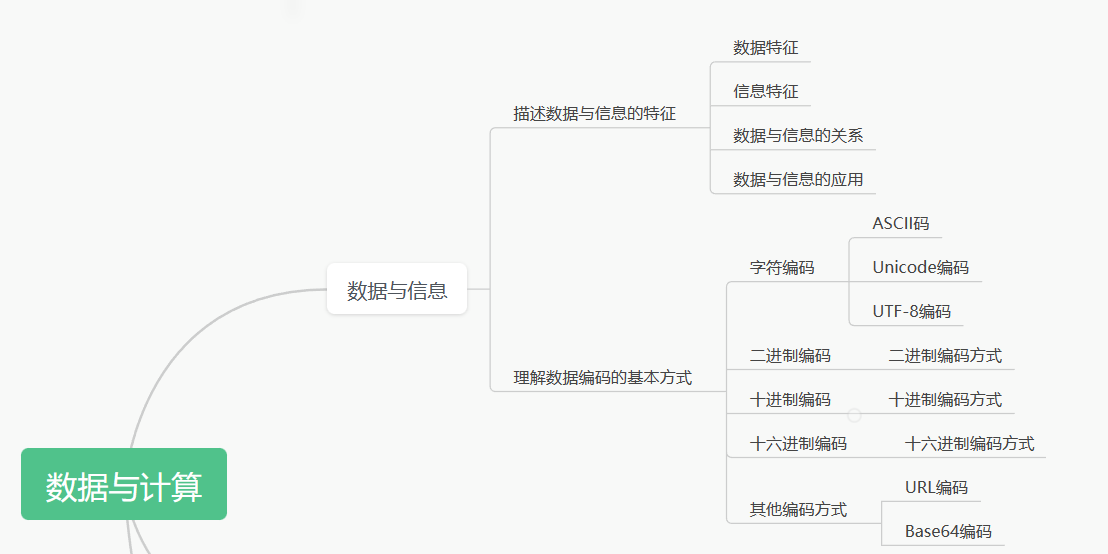 数据与计算
数据与信息
描述数据与信息的特征
数据特征
信息特征
数据与信息的关系
数据与信息的应用
理解数据编码的基本方式
字符编码
ASCII码
Unicode编码
UTF-8编码
二进制编码
二进制编码方式
十进制编码
十进制编码方式
十六进制编码
十六进制编码方式
其他编码方式
URL编码
Base64编码